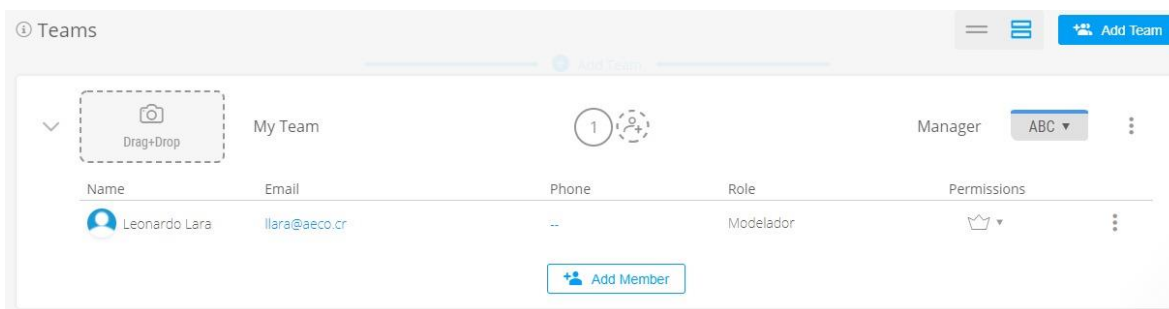 Teams
Add Team
Add Team
Drag+Drop
My Team
1
Manager
ABC
Name Email Phone Role Permissions
Leonardo Lara llara@aeco.cr -- Modelador
Add Member